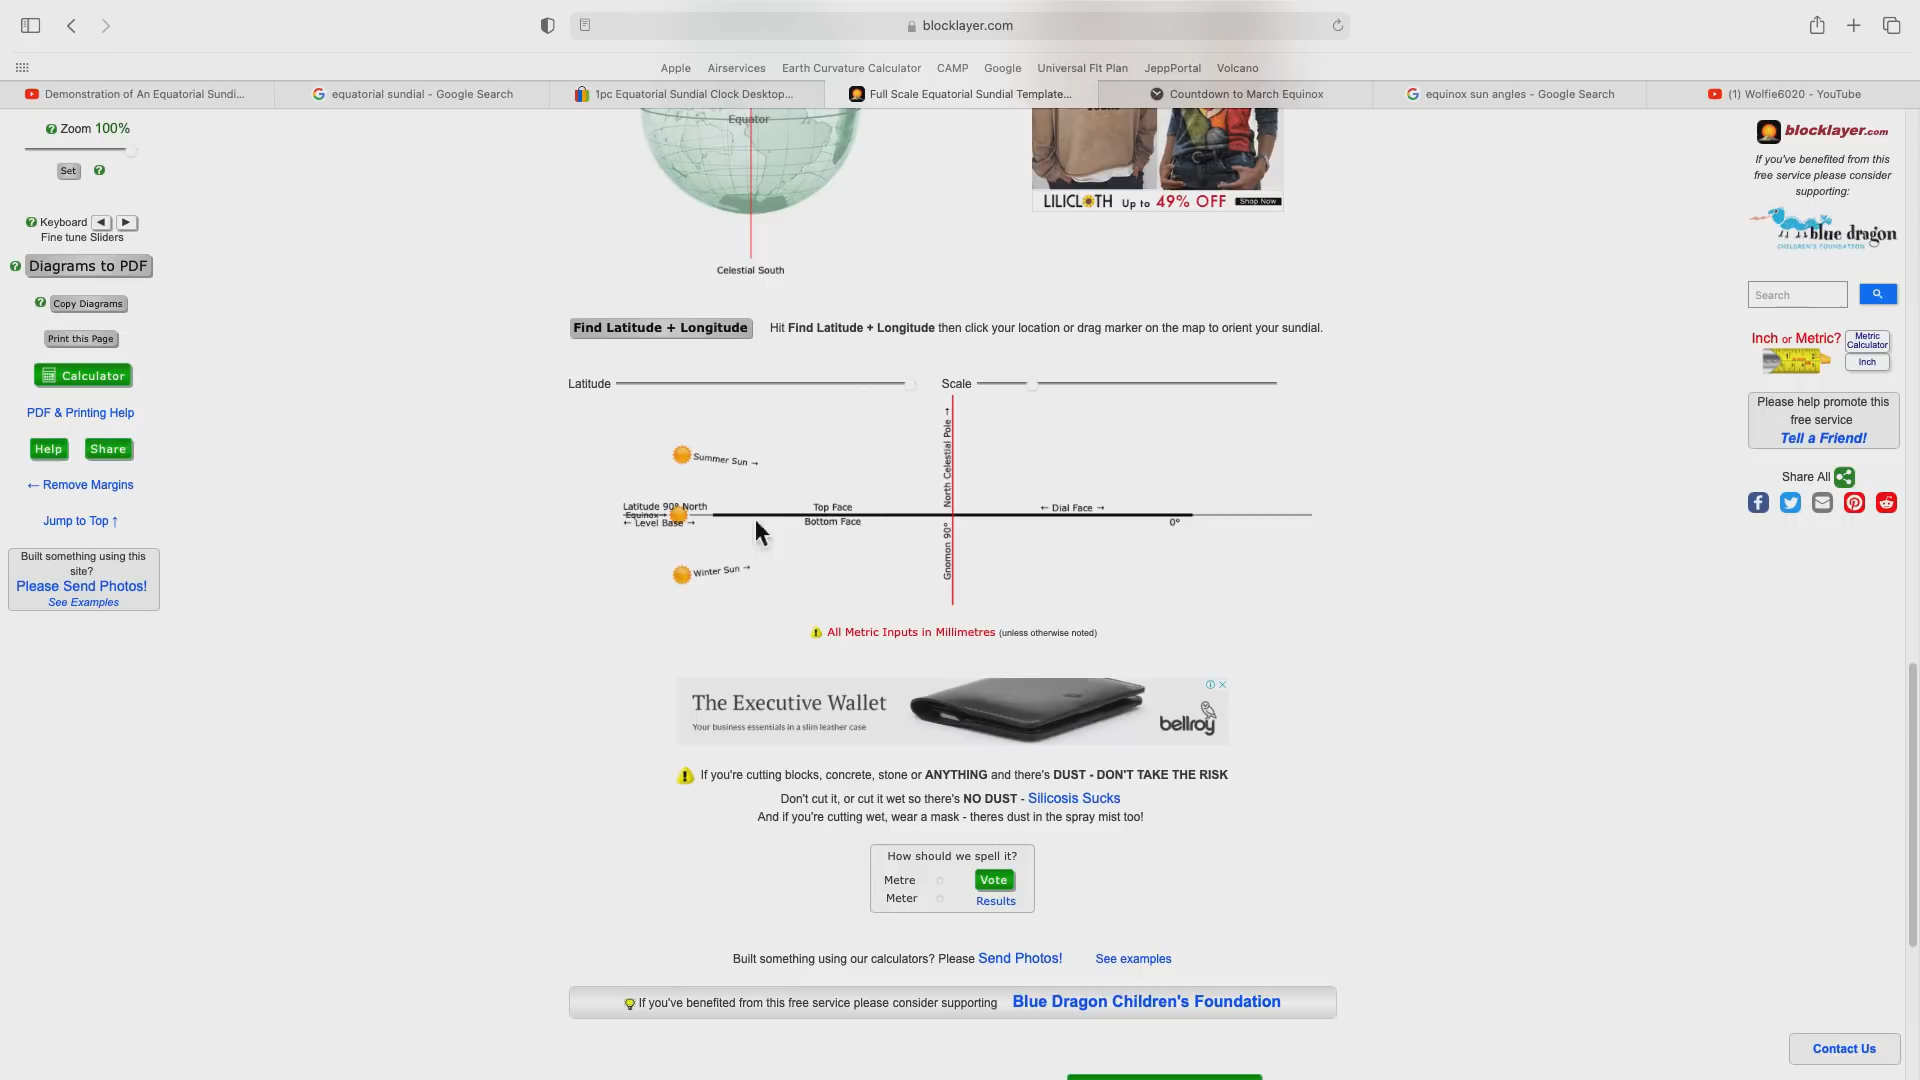 blocklayer.com
Apple Airservices Earth Curvature Calculator CAMP Google Universal Flt Plan JeppPortal Volcano
Demonstration of An Equatorial Sundi... equatorial sundial - Google Search 1pc Equatorial Sundial Clock Desktop... Full Scale Equatorial Sundial Template... Countdown to March Equinox equinox sun angles - Google Search (1) Wolfie6020 - YouTube
Zoom 100%
Set
Keyboard
Fine tune Sliders
Diagrams to PDF
Copy Diagrams
Print this Page
Calculator
PDF & Printing Help
Help Share
← Remove Margins
Jump to Top ↑
Built something using this
site?
Please Send Photos!
See Examples
Equator
Celestial South
LILICLOTH Up to 49% OFF Shop Now
Find Latitude + Longitude Hit Find Latitude + Longitude then click your location or drag marker on the map to orient your sundial.
Latitude Scale
North Celestial Pole →
Summer Sun →
Latitude 90° North Top Face ← Dial Face →
Equinox→
← Level Base → Bottom Face 0°
Gnomon 90°
Winter Sun →
All Metric Inputs in Millimetres (unless otherwise noted)
The Executive Wallet
Your business essentials in a slim leather case
bellroy
If you're cutting blocks, concrete, stone or ANYTHING and there's DUST - DON'T TAKE THE RISK
Don't cut it, or cut it wet so there's NO DUST - Silicosis Sucks
And if you're cutting wet, wear a mask - theres dust in the spray mist too!
How should we spell it?
Metre Vote
Meter Results
Built something using our calculators? Please Send Photos! See examples
If you've benefited from this free service please consider supporting Blue Dragon Children's Foundation
blocklayer.com
If you've benefited from this
free service please consider
supporting:
blue dragon
CHILDREN'S FOUNDATION
Search
Inch or Metric? Metric
Calculator
Inch
Please help promote this
free service
Tell a Friend!
Share All
Contact Us